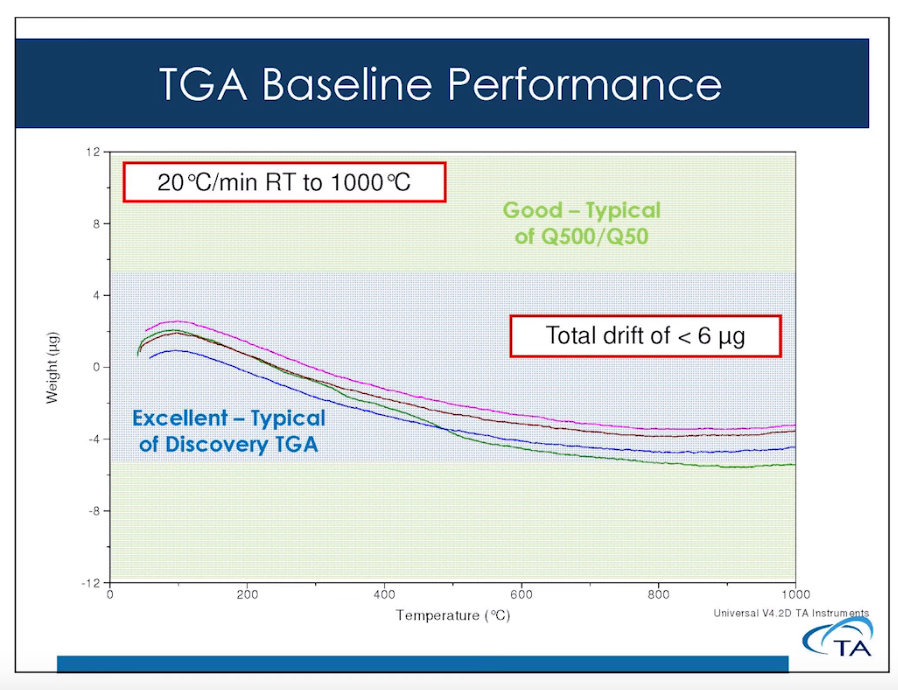 TGA Baseline Performance
12
20°C/min RT to 1000°C
Good – Typical
of Q500/Q50
8
4
Total drift of < 6 µg
Weight (µg)
0
Excellent – Typical
of Discovery TGA
-4
-8
-12
0 200 400 600 800 1000
Temperature (°C)
Universal V4.2D TA Instruments
TA